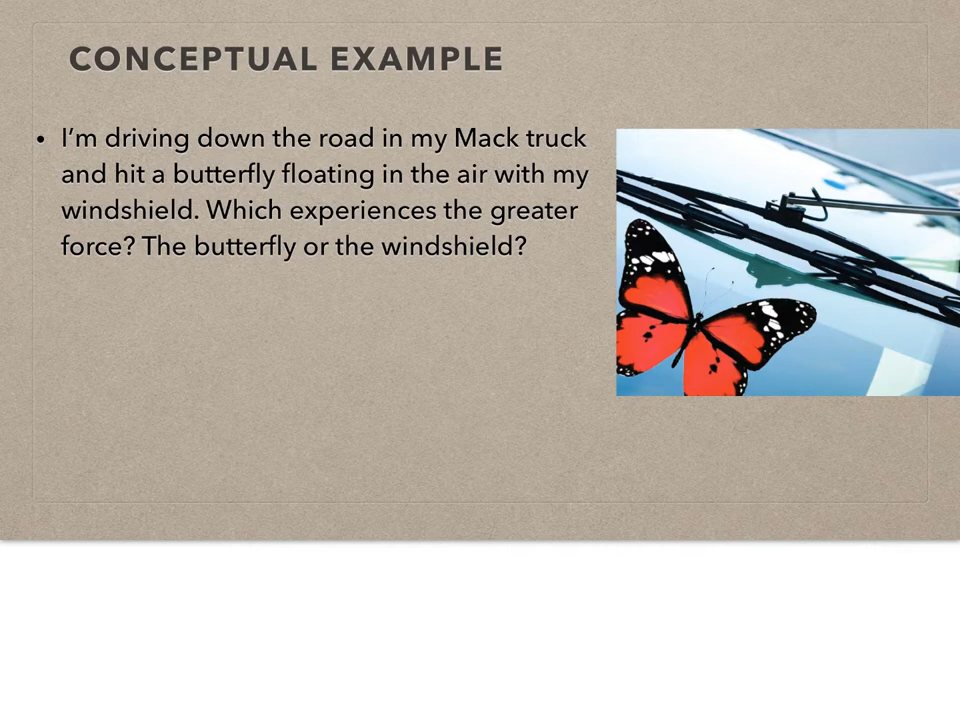 CONCEPTUAL EXAMPLE
• I’m driving down the road in my Mack truck
and hit a butterfly floating in the air with my
windshield. Which experiences the greater
force? The butterfly or the windshield?